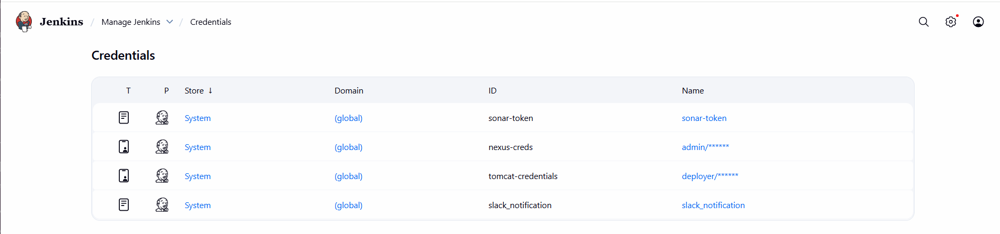 Jenkins / Manage Jenkins / Credentials
Credentials
T P Store ↓ Domain ID Name
System (global) sonar-token sonar-token
System (global) nexus-creds admin/******
System (global) tomcat-credentials deployer/******
System (global) slack_notification slack_notification